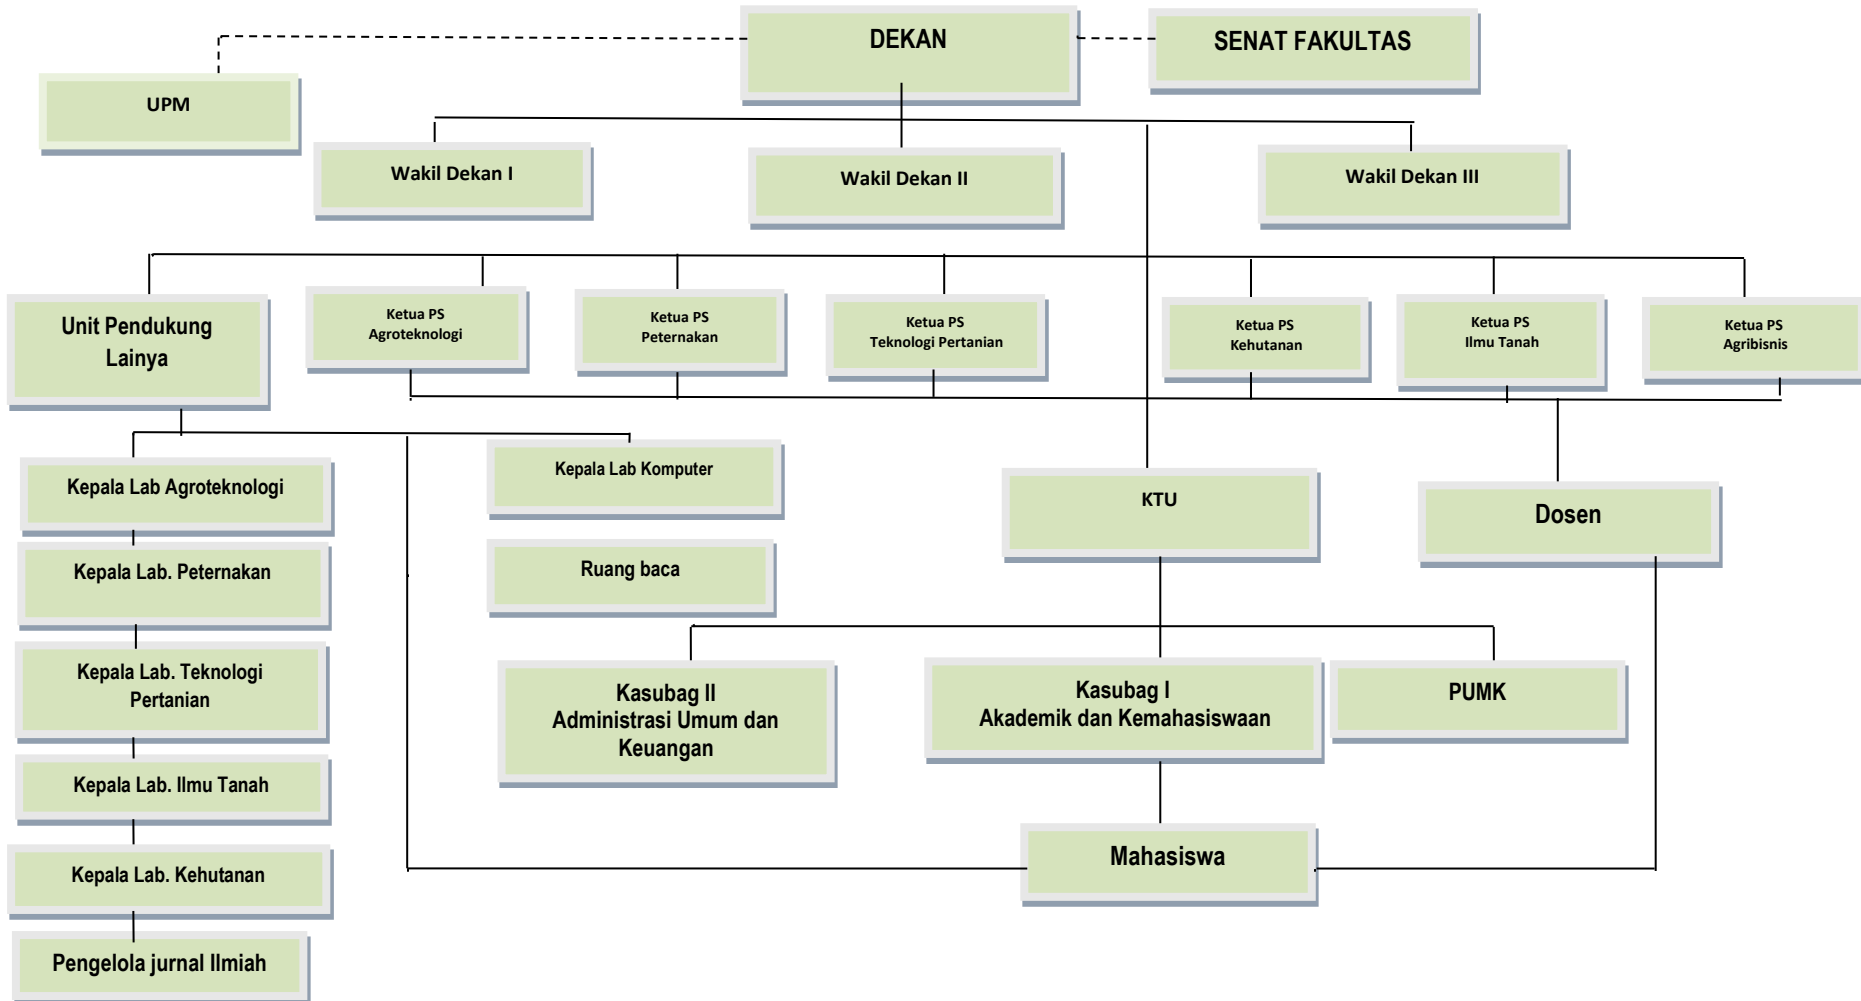 DEKAN
SENAT FAKULTAS
UPM
Wakil Dekan I
Wakil Dekan II
Wakil Dekan III
Unit Pendukung
Lainya
Ketua PS
Agroteknologi
Ketua PS
Peternakan
Ketua PS
Teknologi Pertanian
Ketua PS
Kehutanan
Ketua PS
Ilmu Tanah
Ketua PS
Agribisnis
Kepala Lab Agroteknologi
Kepala Lab Komputer
KTU
Dosen
Kepala Lab. Peternakan
Ruang baca
Kepala Lab. Teknologi
Pertanian
Kasubag II
Administrasi Umum dan
Keuangan
Kasubag I
Akademik dan Kemahasiswaan
PUMK
Kepala Lab. Ilmu Tanah
Kepala Lab. Kehutanan
Mahasiswa
Pengelola jurnal Ilmiah